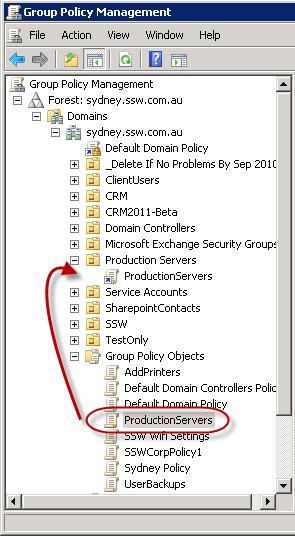 Group Policy Management
File Action View Window Help
Group Policy Management
Forest: sydney.ssw.com.au
Domains
sydney.ssw.com.au
Default Domain Policy
_Delete If No Problems By Sep 2010
ClientUsers
CRM
CRM2011-Beta
Domain Controllers
Microsoft Exchange Security Groups
Production Servers
ProductionServers
Service Accounts
SharepointContacts
SSW
TestOnly
Group Policy Objects
AddPrinters
Default Domain Controllers Polic
Default Domain Policy
ProductionServers
SSW Wifi Settings
SSWCorpPolicy1
Sydney Policy
UserBackups